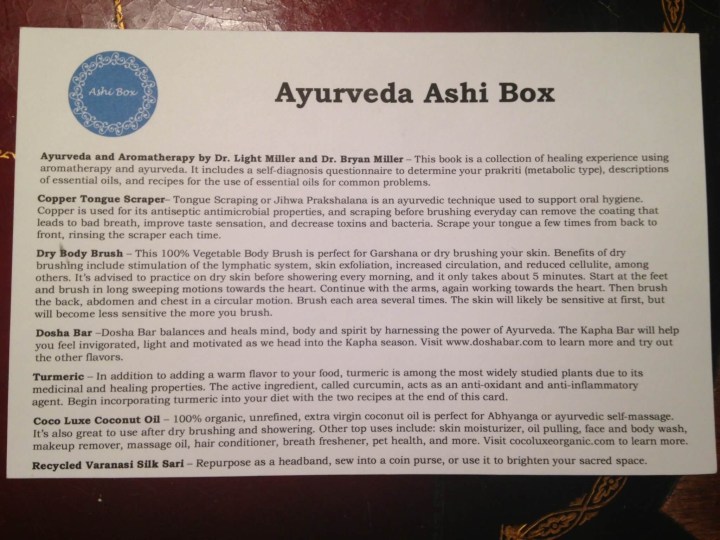 Ashi Box
Ayurveda Ashi Box
Ayurveda and Aromatherapy by Dr. Light Miller and Dr. Bryan Miller – This book is a collection of healing experience using
aromatherapy and ayurveda. It includes a self-diagnosis questionnaire to determine your prakriti (metabolic type), descriptions
of essential oils, and recipes for the use of essential oils for common problems.
Copper Tongue Scraper– Tongue Scraping or Jihwa Prakshalana is an ayurvedic technique used to support oral hygiene.
Copper is used for its antiseptic antimicrobial properties, and scraping before brushing everyday can remove the coating that
leads to bad breath, improve taste sensation, and decrease toxins and bacteria. Scrape your tongue a few times from back to
front, rinsing the scraper each time.
Dry Body Brush – This 100% Vegetable Body Brush is perfect for Garshana or dry brushing your skin. Benefits of dry
brushing include stimulation of the lymphatic system, skin exfoliation, increased circulation, and reduced cellulite, among
others. It's advised to practice on dry skin before showering every morning, and it only takes about 5 minutes. Start at the feet
and brush in long sweeping motions towards the heart. Continue with the arms, again working towards the heart. Then brush
the back, abdomen and chest in a circular motion. Brush each area several times. The skin will likely be sensitive at first, but
will become less sensitive the more you brush.
Dosha Bar –Dosha Bar balances and heals mind, body and spirit by harnessing the power of Ayurveda. The Kapha Bar will help
you feel invigorated, light and motivated as we head into the Kapha season. Visit www.doshabar.com to learn more and try out
the other flavors.
Turmeric – In addition to adding a warm flavor to your food, turmeric is among the most widely studied plants due to its
medicinal and healing properties. The active ingredient, called curcumin, acts as an anti-oxidant and anti-inflammatory
agent. Begin incorporating turmeric into your diet with the two recipes at the end of this card.
Coco Luxe Coconut Oil – 100% organic, unrefined, extra virgin coconut oil is perfect for Abhyanga or ayurvedic self-massage.
It's also great to use after dry brushing and showering. Other top uses include: skin moisturizer, oil pulling, face and body wash,
makeup remover, massage oil, hair conditioner, breath freshener, pet health, and more. Visit cocoluxeorganic.com to learn more.
Recycled Varanasi Silk Sari – Repurpose as a headband, sew into a coin purse, or use it to brighten your sacred space.